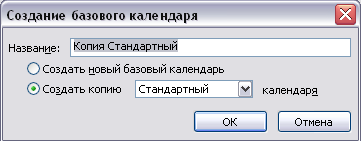 Создание базового календаря
Название: Копия Стандартный
Создать новый базовый календарь
Создать копию Стандартный календаря
ОК Отмена